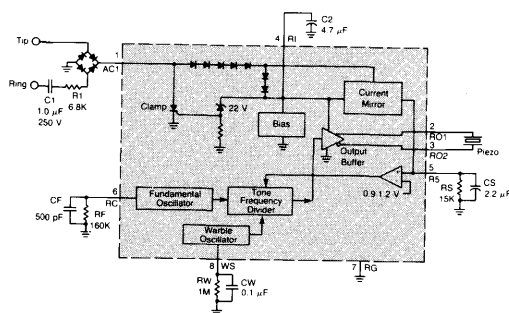 C2
4.7 μF
4 RI
Tip
1
AC1
Ring
C1
1.0 μF
250 V
R1
6.8K
Clamp
22 V
Bias
Current
Mirror
2
RO1
3
RO2
Piezo
Output
Buffer
5
R5
0.9 1.2 V
RS
15K
CS
2.2 μF
CF
500 pF
6
RC
RF
160K
Fundamental
Oscillator
Tone
Frequency
Divider
Warble
Oscillator
8 WS
RW
1M
CW
0.1 μF
7 RG